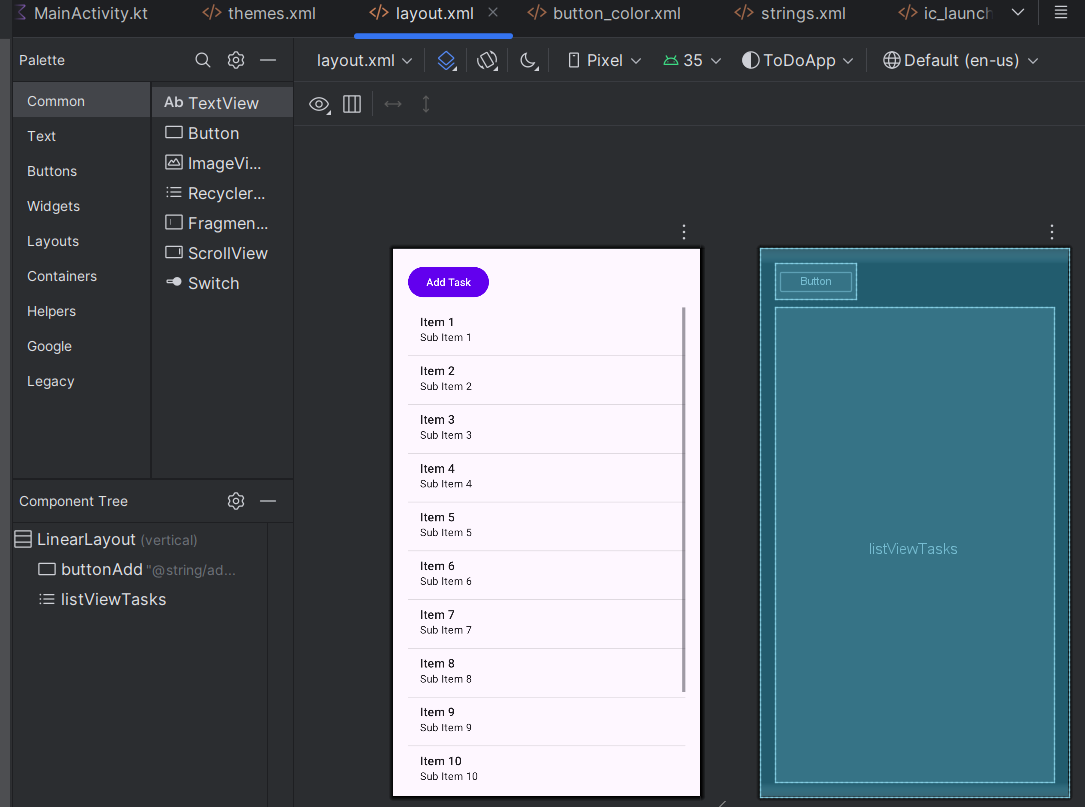 MainActivity.kt
themes.xml
layout.xml
button_color.xml
strings.xml
ic_launch
Palette
layout.xml
Pixel
35
ToDoApp
Default (en-us)
Common
Text
Buttons
Widgets
Layouts
Containers
Helpers
Google
Legacy
Ab TextView
Button
ImageVi...
Recycler...
Fragmen...
ScrollView
Switch
Component Tree
LinearLayout (vertical)
buttonAdd "@string/ad...
listViewTasks
Add Task
Item 1
Sub Item 1
Item 2
Sub Item 2
Item 3
Sub Item 3
Item 4
Sub Item 4
Item 5
Sub Item 5
Item 6
Sub Item 6
Item 7
Sub Item 7
Item 8
Sub Item 8
Item 9
Sub Item 9
Item 10
Sub Item 10
Button
listViewTasks